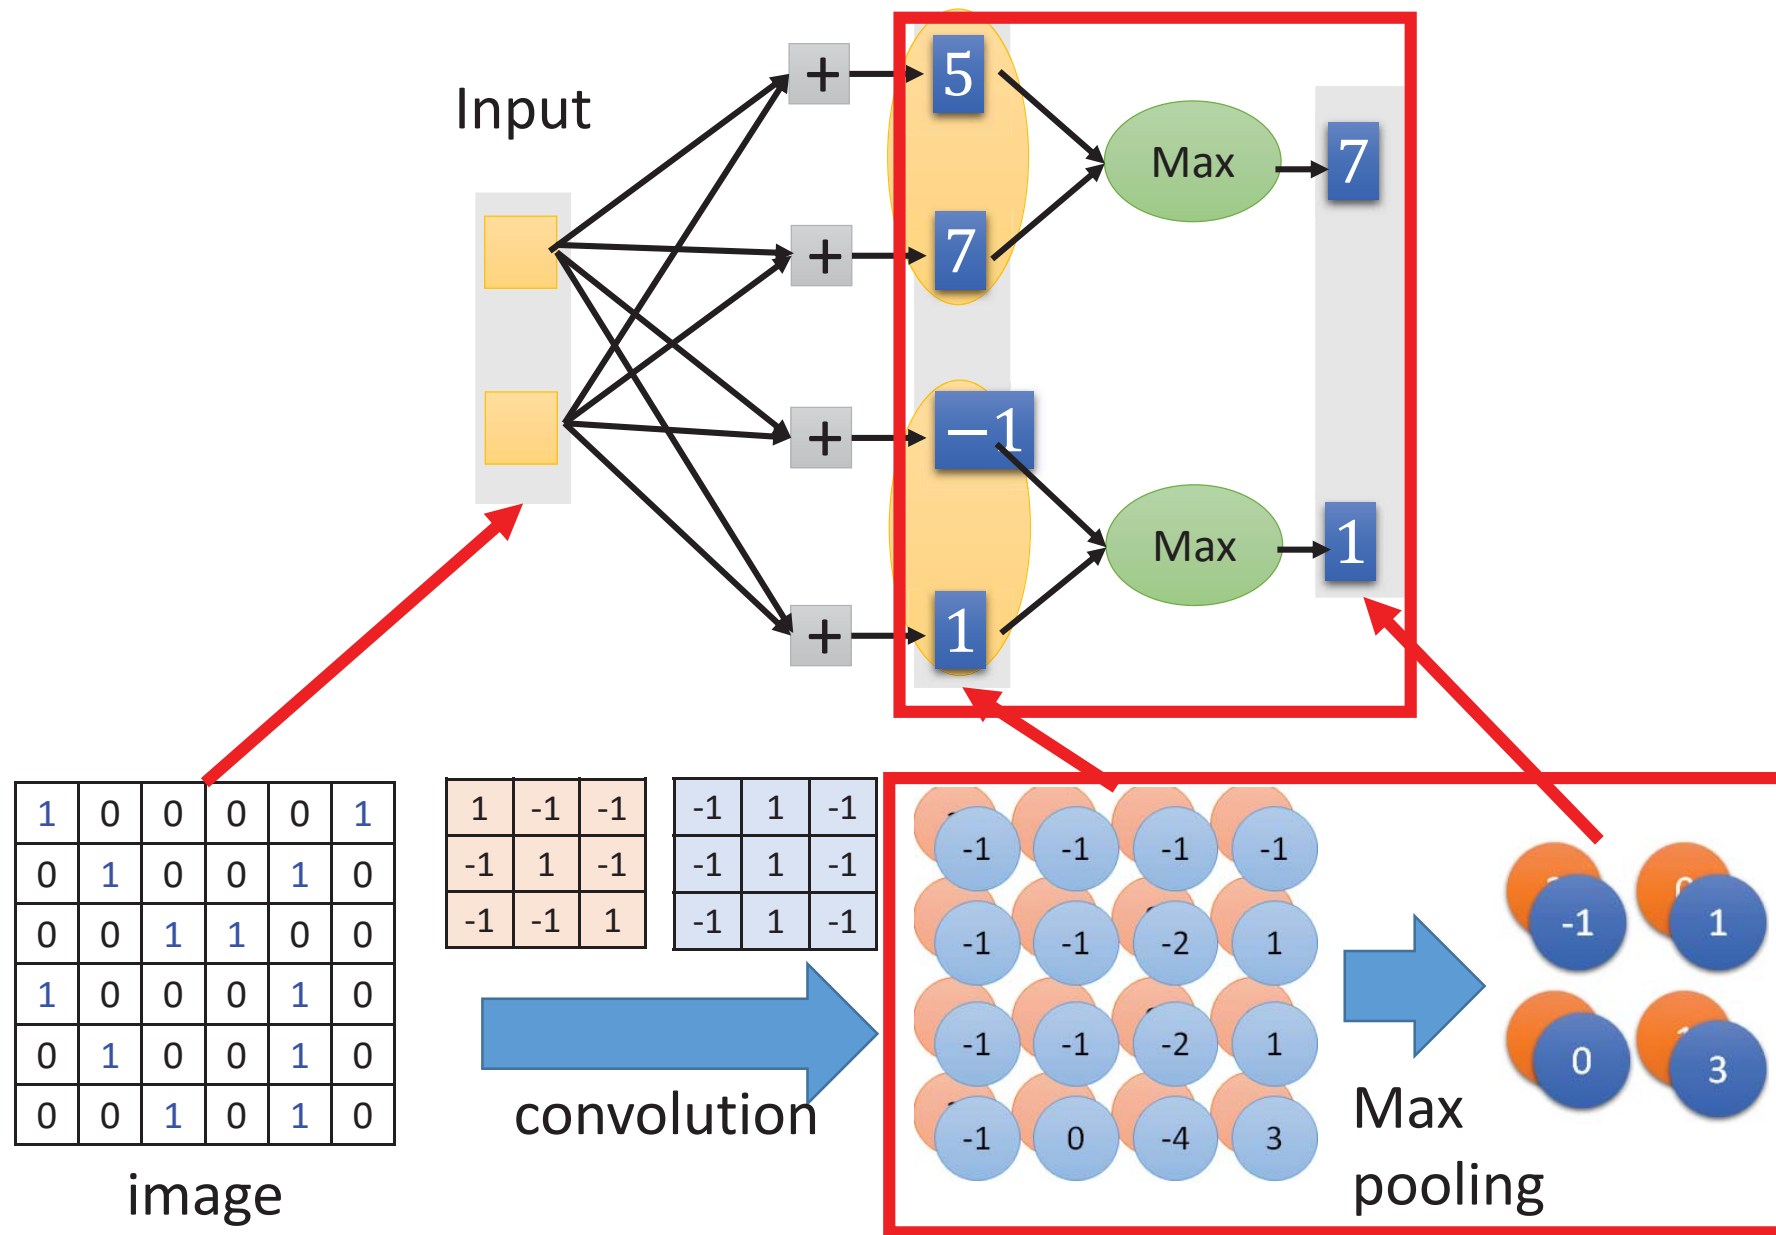 Input
+ 5
Max 7
+ 7
+ −1
Max 1
+ 1
1 0 0 0 0 1
0 1 0 0 1 0
0 0 1 1 0 0
1 0 0 0 1 0
0 1 0 0 1 0
0 0 1 0 1 0
image
1 -1 -1
-1 1 -1
-1 -1 1
-1 1 -1
-1 1 -1
-1 1 -1
convolution
-1 -1 -1 -1
-1 -1 -2 1
-1 -1 -2 1
-1 0 -4 3
Max
pooling
-1 1
0 3